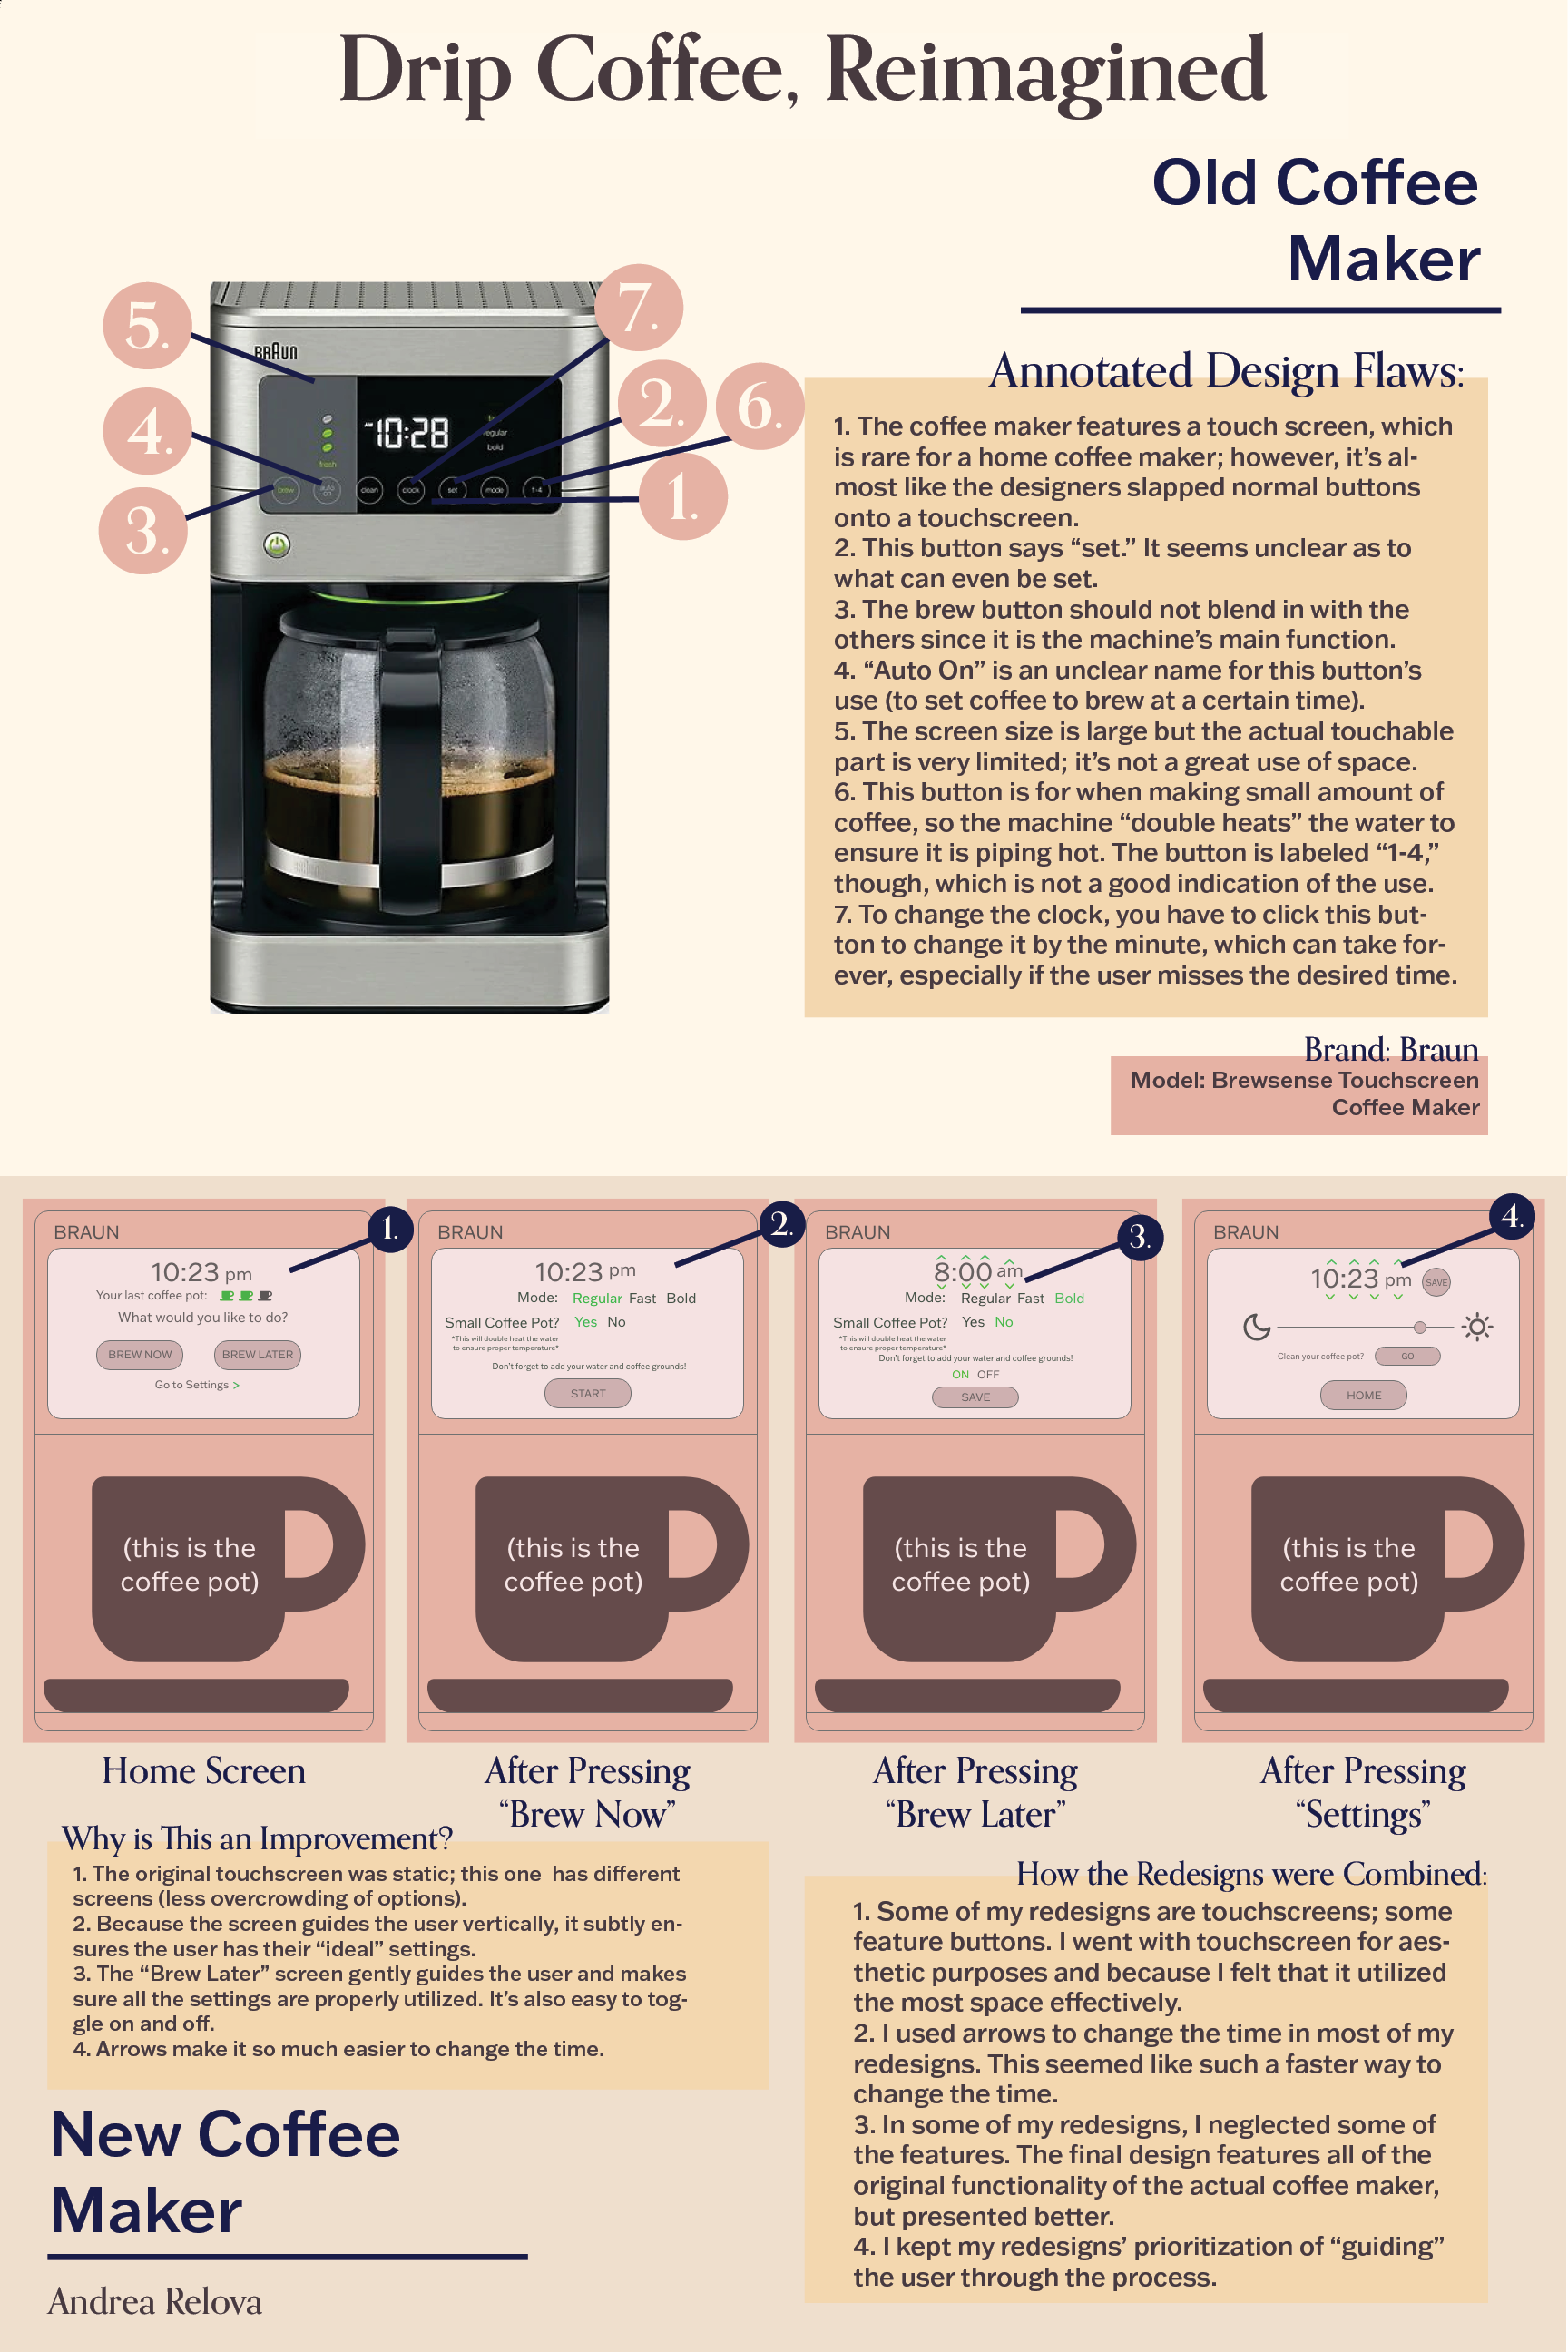 Drip Coffee, Reimagined
Old Coffee
Maker
5.
7.
4.
2.
6.
3.
1.
BRAUN
AM 10:28
regular
bold
fresh
brew
auto
on
clean
clock
set
mode
1-4
Annotated Design Flaws:
1. The coffee maker features a touch screen, which
is rare for a home coffee maker; however, it’s al-
most like the designers slapped normal buttons
onto a touchscreen.
2. This button says “set.” It seems unclear as to
what can even be set.
3. The brew button should not blend in with the
others since it is the machine’s main function.
4. “Auto On” is an unclear name for this button’s
use (to set coffee to brew at a certain time).
5. The screen size is large but the actual touchable
part is very limited; it’s not a great use of space.
6. This button is for when making small amount of
coffee, so the machine “double heats” the water to
ensure it is piping hot. The button is labeled “1-4,”
though, which is not a good indication of the use.
7. To change the clock, you have to click this but-
ton to change it by the minute, which can take for-
ever, especially if the user misses the desired time.
Brand: Braun
Model: Brewsense Touchscreen
Coffee Maker
1.
BRAUN
10:23 pm
Your last coffee pot:
What would you like to do?
BREW NOW BREW LATER
Go to Settings >
(this is the
coffee pot)
Home Screen
2.
BRAUN
10:23 pm
Mode: Regular Fast Bold
Small Coffee Pot? Yes No
*This will double heat the water
to ensure proper temperature*
Don't forget to add your water and coffee grounds!
START
(this is the
coffee pot)
After Pressing
“Brew Now”
3.
BRAUN
8:00 am
Mode: Regular Fast Bold
Small Coffee Pot? Yes No
*This will double heat the water
to ensure proper temperature*
Don't forget to add your water and coffee grounds!
ON OFF
SAVE
(this is the
coffee pot)
After Pressing
“Brew Later”
4.
BRAUN
10:23 pm SAVE
Clean your coffee pot? GO
HOME
(this is the
coffee pot)
After Pressing
“Settings”
Why is This an Improvement?
1. The original touchscreen was static; this one has different
screens (less overcrowding of options).
2. Because the screen guides the user vertically, it subtly en-
sures the user has their “ideal” settings.
3. The “Brew Later” screen gently guides the user and makes
sure all the settings are properly utilized. It’s also easy to tog-
gle on and off.
4. Arrows make it so much easier to change the time.
How the Redesigns were Combined:
1. Some of my redesigns are touchscreens; some
feature buttons. I went with touchscreen for aes-
thetic purposes and because I felt that it utilized
the most space effectively.
2. I used arrows to change the time in most of my
redesigns. This seemed like such a faster way to
change the time.
3. In some of my redesigns, I neglected some of
the features. The final design features all of the
original functionality of the actual coffee maker,
but presented better.
4. I kept my redesigns’ prioritization of “guiding”
the user through the process.
New Coffee
Maker
Andrea Relova